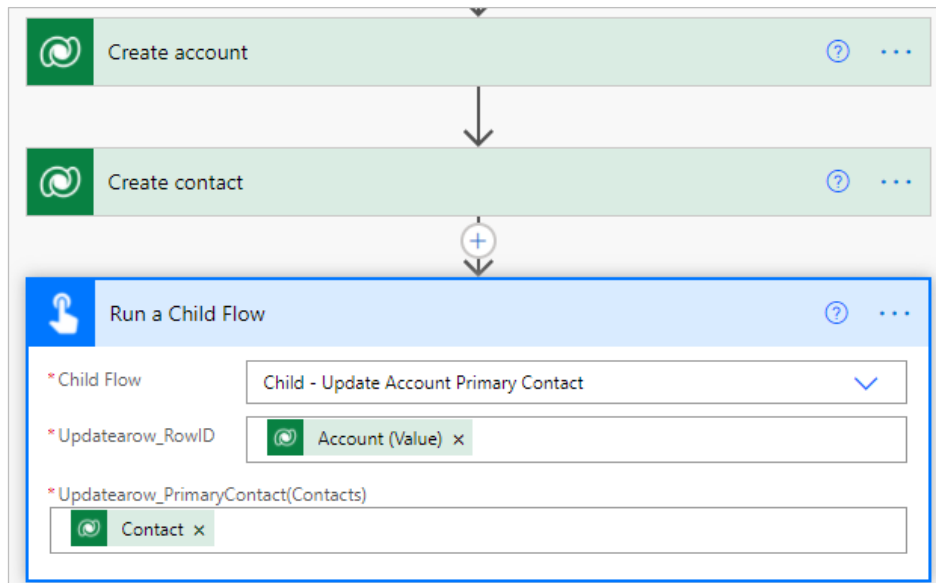 Create account
Create contact
Run a Child Flow
*Child Flow
Child - Update Account Primary Contact
*Updatearow_RowID
Account (Value) ×
*Updatearow_PrimaryContact(Contacts)
Contact ×